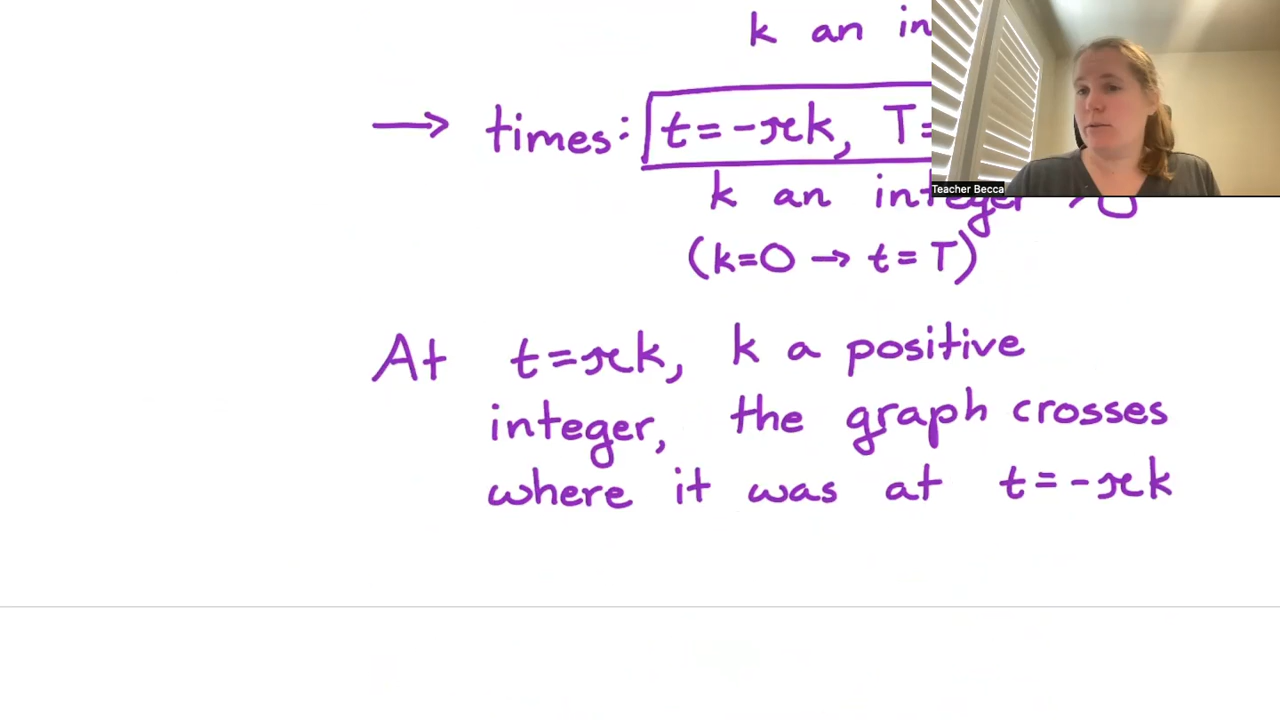 k an in
→ times: t=-πk, T=
k an integer >0
(k=0 → t=T)
Teacher Becca
At t=πk, k a positive
integer, the graph crosses
where it was at t=-πk